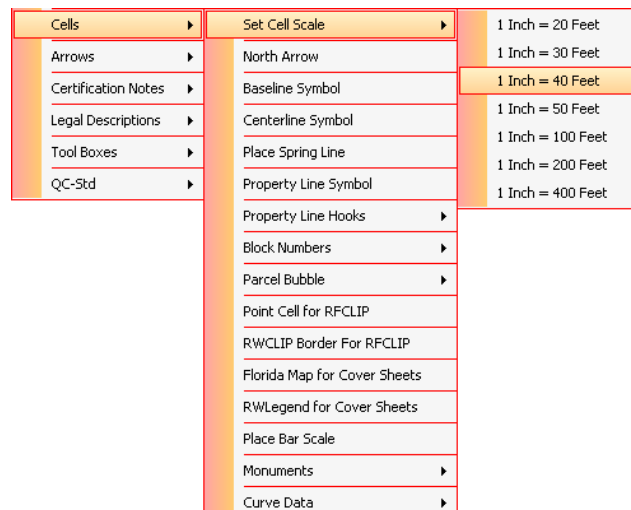 Cells
Arrows
Certification Notes
Legal Descriptions
Tool Boxes
QC-Std
Set Cell Scale
North Arrow
Baseline Symbol
Centerline Symbol
Place Spring Line
Property Line Symbol
Property Line Hooks
Block Numbers
Parcel Bubble
Point Cell for RFCLIP
RWCLIP Border For RFCLIP
Florida Map for Cover Sheets
RWLegend for Cover Sheets
Place Bar Scale
Monuments
Curve Data
1 Inch = 20 Feet
1 Inch = 30 Feet
1 Inch = 40 Feet
1 Inch = 50 Feet
1 Inch = 100 Feet
1 Inch = 200 Feet
1 Inch = 400 Feet